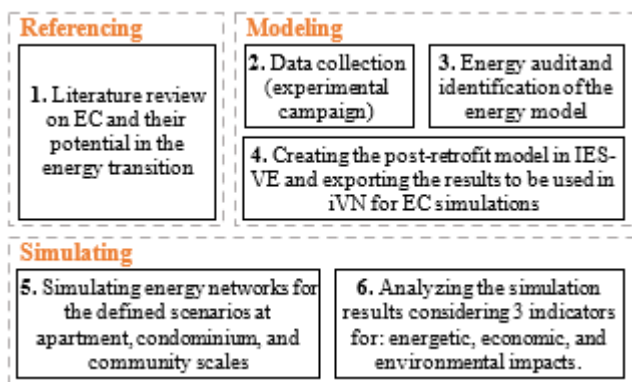 Referencing
1. Literature review
on EC and their
potential in the
energy transition
Modeling
2. Data collection
(experimental
campaign)
3. Energy audit and
identification of the
energy model
4. Creating the post-retrofit model in IES-
VE and exporting the results to be used in
iVN for EC simulations
Simulating
5. Simulating energy networks for
the defined scenarios at
apartment, condominium, and
community scales
6. Analyzing the simulation
results considering 3 indicators
for: energetic, economic, and
environmental impacts.